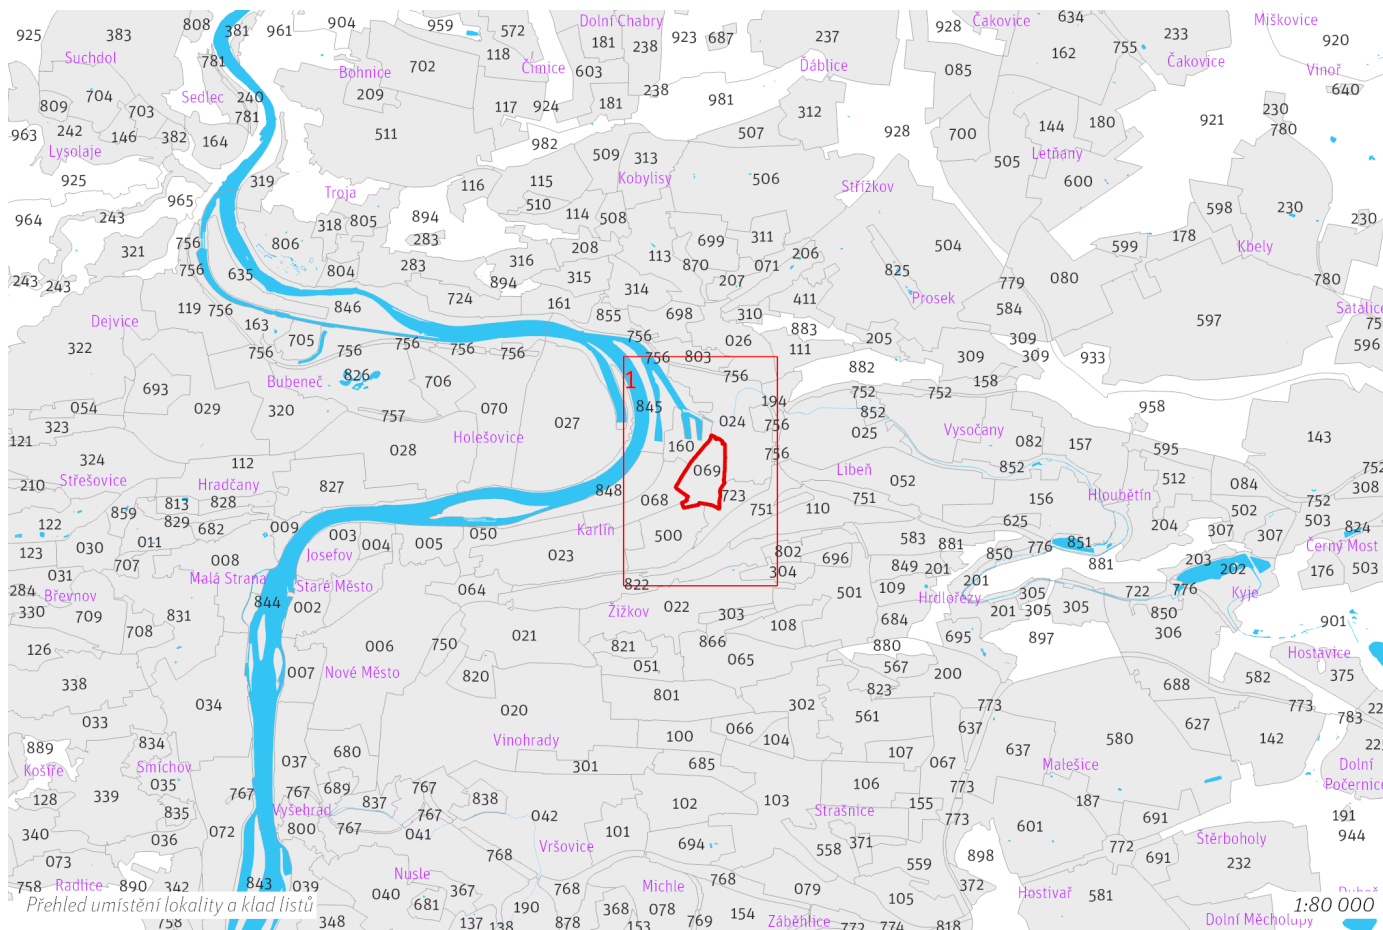 808 381 961 904 959 572 Dolní Chabry 923 687 237 928 Čakovice 634 233 Miškovice
925 383 118 181 238 162 755 920
Suchdol 781 Bohnice 702 Čimice 603 Ďáblice 085 Čakovice Vinoř
704 Sedlec 240 209 238 640
809 703 781 117 924 181 981 312 144 180 230
963 242 146 382 164 511 982 507 928 700 921 780
Lysolaje 509 313 505 Letňany
925 319 116 115 Kobylisy 506 Střížkov 600
965 Troja 510 598 230
964 243 318 805 894 114 508 230
756 806 283 208 699 311 504 599 178 Kbely
321 113 206
756 635 804 283 316 870 071 825
243 243 894 315 207 779 080 780
314 411 Prosek
119 756 846 724 161 855 698 310 584 597 Satalice
Dejvice 163 883
322 705 756 756 026 205 309 596
756 756 756 756 756 803 111 309 309 933
826 882
Bubeneč 706 1 756 158
693 752 752
054 029 320 757 070 027 845 194 852 958
323 024 756 025 Vysočany
121 Holešovice 160 082 157 143
028 756 595
324 112 069 Libeň 852 752
210 Střešovice Hradčany 827 848 052 512 084 308
813 828 068 723 751 156 Hloubětín 752
122 859 829 682 009 Karlín 751 110 625 204 502 503 824
030 011 003 004 005 050 500 583 881 776 851 307 307
123 707 008 Josefov 023 802 696 850 203 Černý Most
031 849 201 881 202 176 503
284 Malá Strana Staré Město 822 304 109 201 776
Břevnov 064 501 Hrdlořezy 305 722 Kyje
330 709 844 002 Žižkov 022 303 201 305 305 850
831 108 684 901
708 021 866 695 897 306
126 006 750 821 880
051 065 567 Hostavice
338 007 Nové Město 820 200 582 375
801 823 688
034 302 773 773
033 020 066 561 783
100 104 637 627
889 834 680 Vinohrady 107 637 580 142
Košíře Smíchov 037 301 685 067 Malešice Dolní
035 106 773 Počernice
128 339 767 767 689 767 838 102 103 155 187
835 Vyšehrad 837 767 042 Strašnice 773 691 191
340 036 072 800 767 041 101 371 601 944
768 Vršovice 694 558 772 Štěrboholy
073 559 898 691 232
758 Radlice 890 342 843 039 Nusle 367 768 Michle 768 079 372 Hostivař 581
Přehled umístění lokality a klad listů 040 681 190 368 078 154 105 1:80 000
758 348 137 138 878 153 769 Záběhlice 772 774 818 Dolní Měcholupy